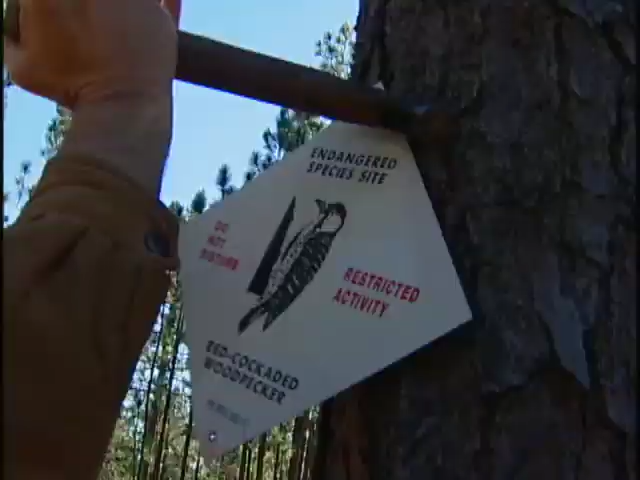 ENDANGERED
SPECIES SITE
DO
NOT
DISTURB
RESTRICTED
ACTIVITY
RED-COCKADED
WOODPECKER